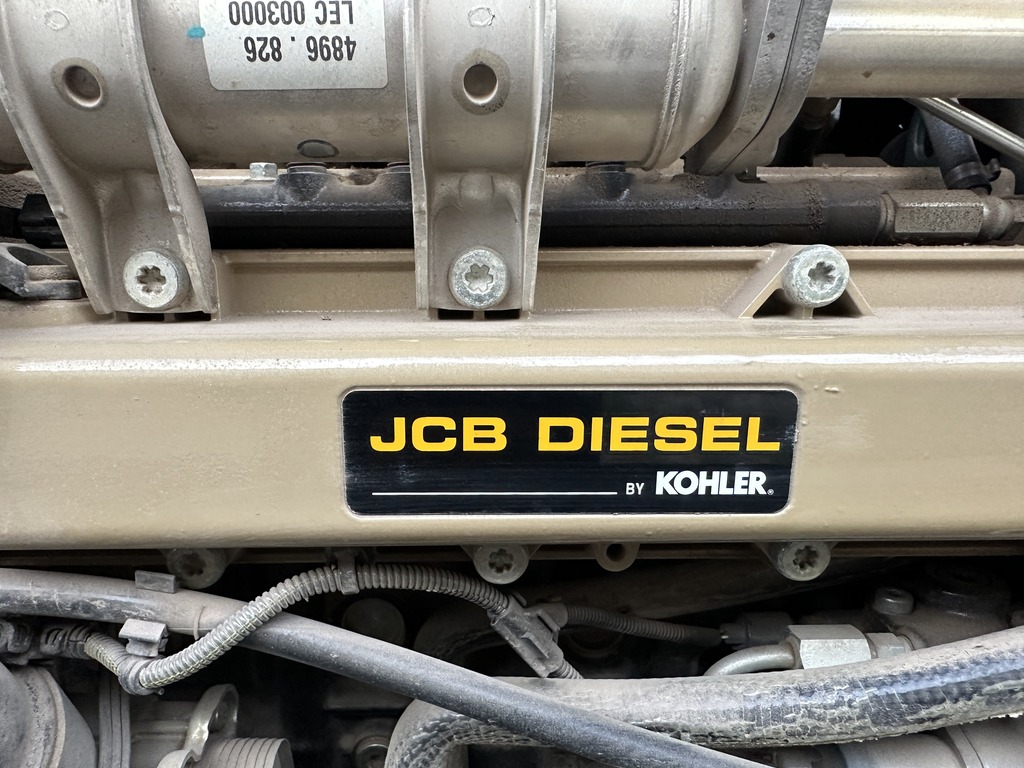 4896 . 826
LEC 003000
JCB DIESEL
BY KOHLER®